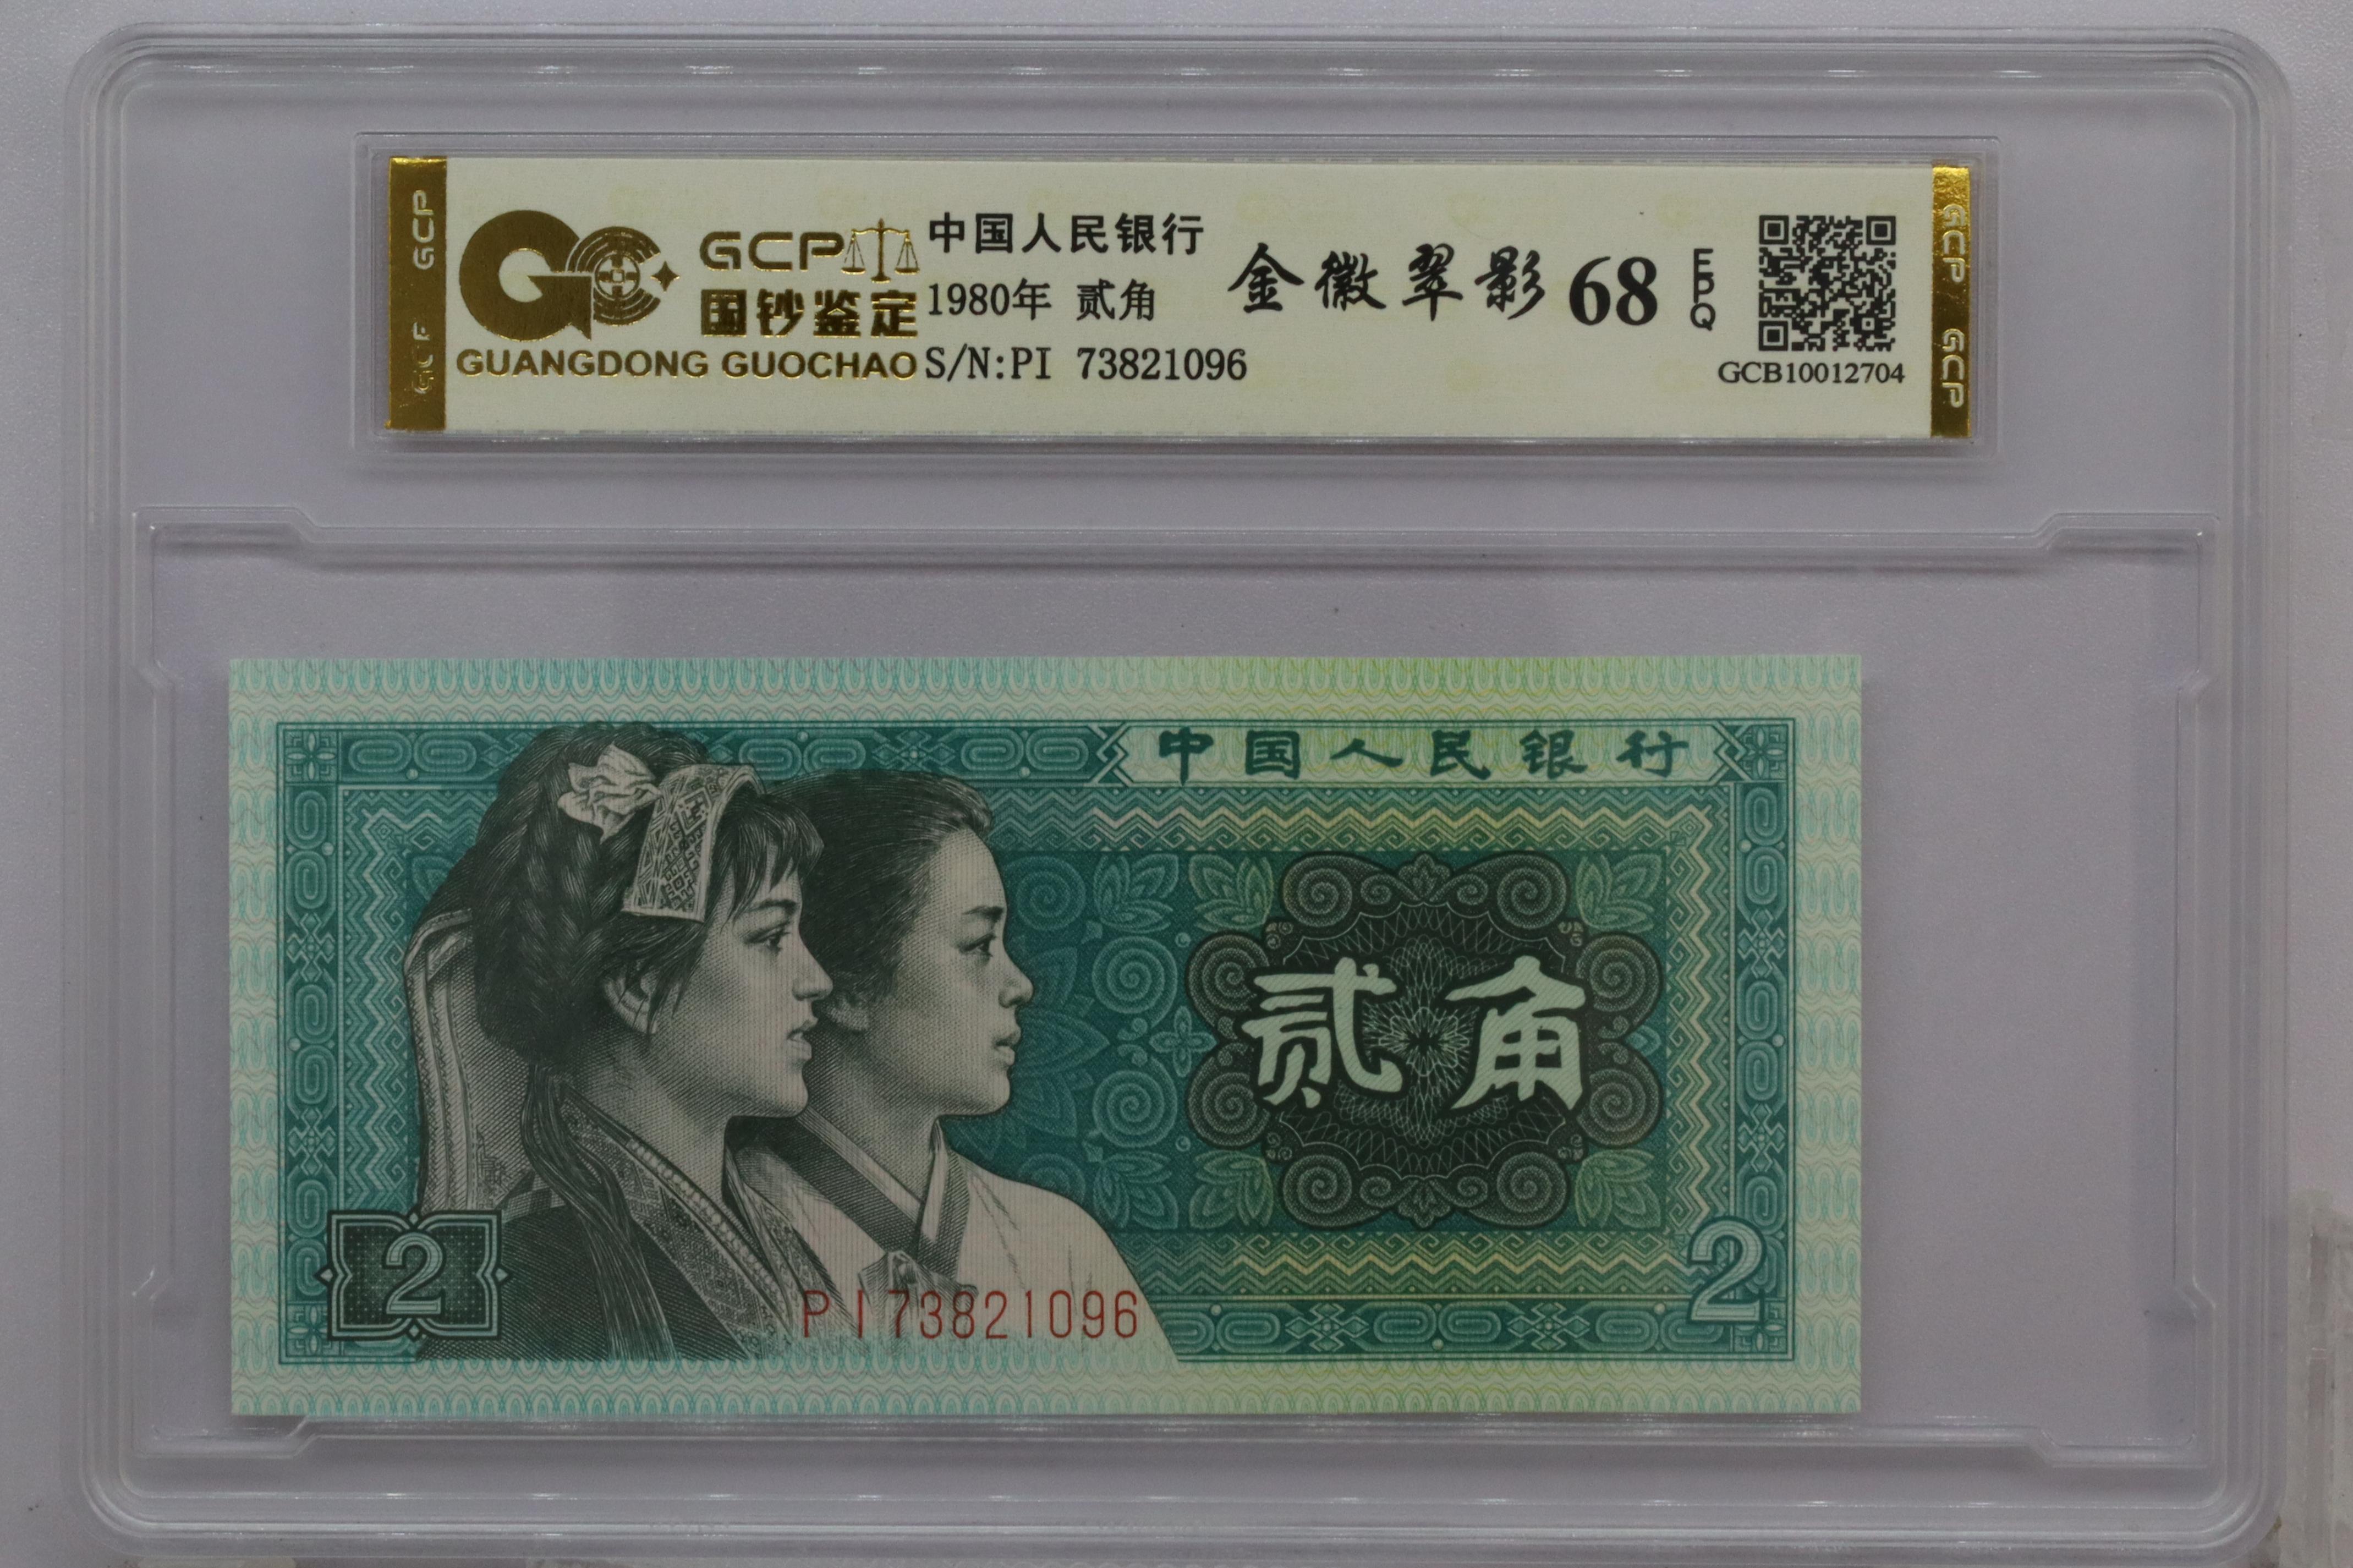 GCP
GCP
GCP
国钞鉴定
GUANGDONG GUOCHAO
中国人民银行
1980年 贰角
S/N:PI 73821096
金徽翠影 68 EPQ
GCB10012704
GCP
GCP
中国人民银行
贰角
2
PI73821096
2